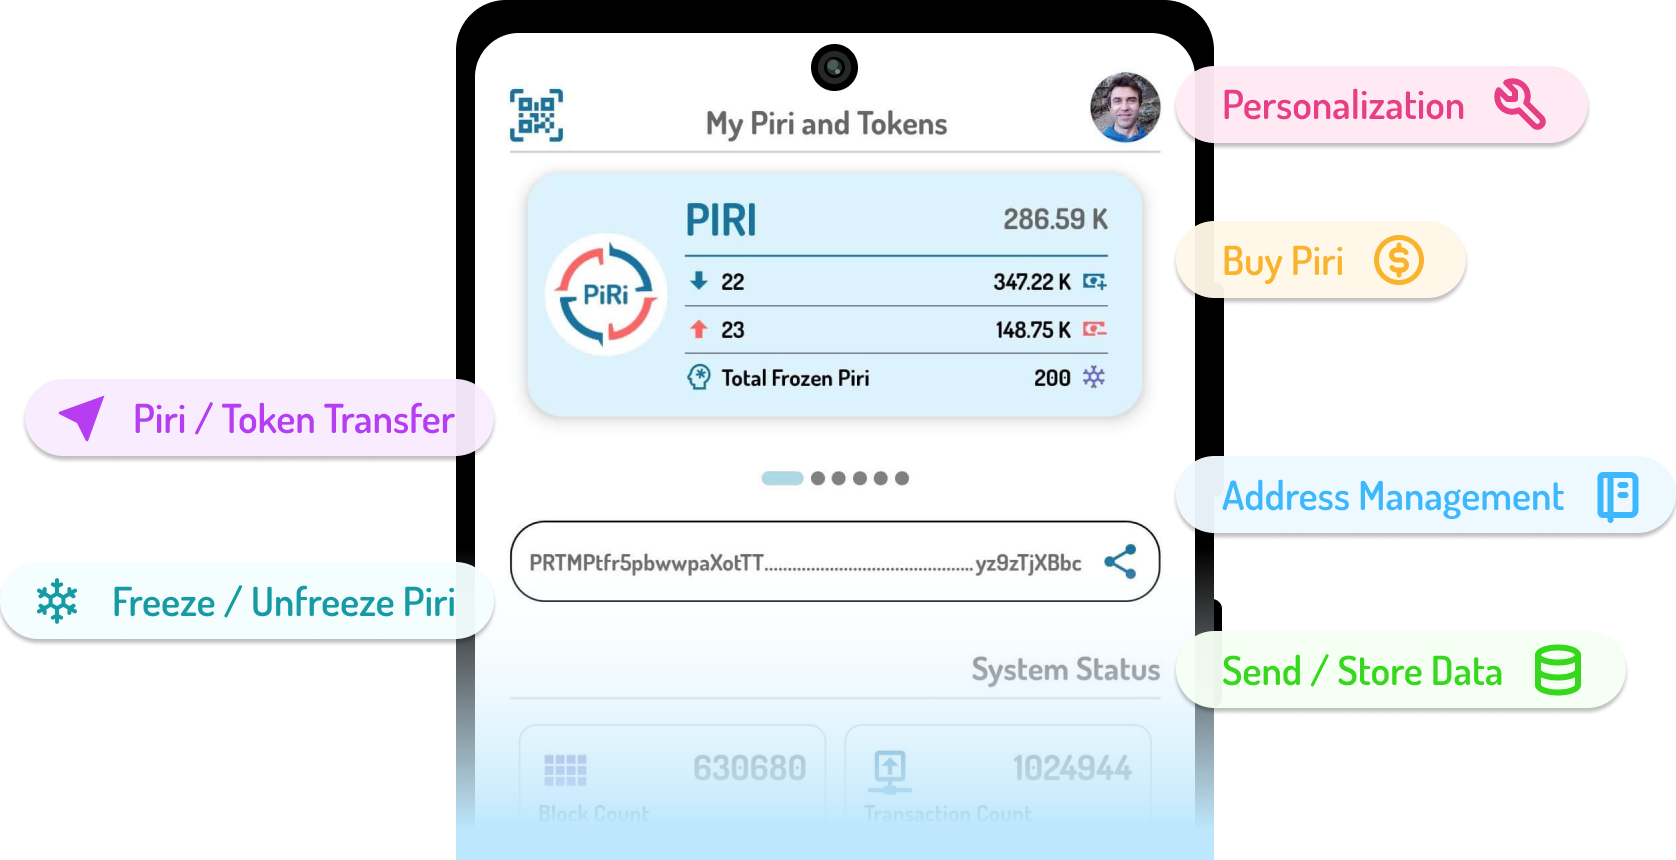 My Piri and Tokens
Personalization
PIRI
286.59 K
PiRi
22
347.22 K
23
148.75 K
Total Frozen Piri
200
Buy Piri
Piri / Token Transfer
PRTMPtfr5pbwwpaXotTT..............................................yz9zTjXBbc
Address Management
Freeze / Unfreeze Piri
System Status
Send / Store Data
630680
Block Count
1024944
Transaction Count